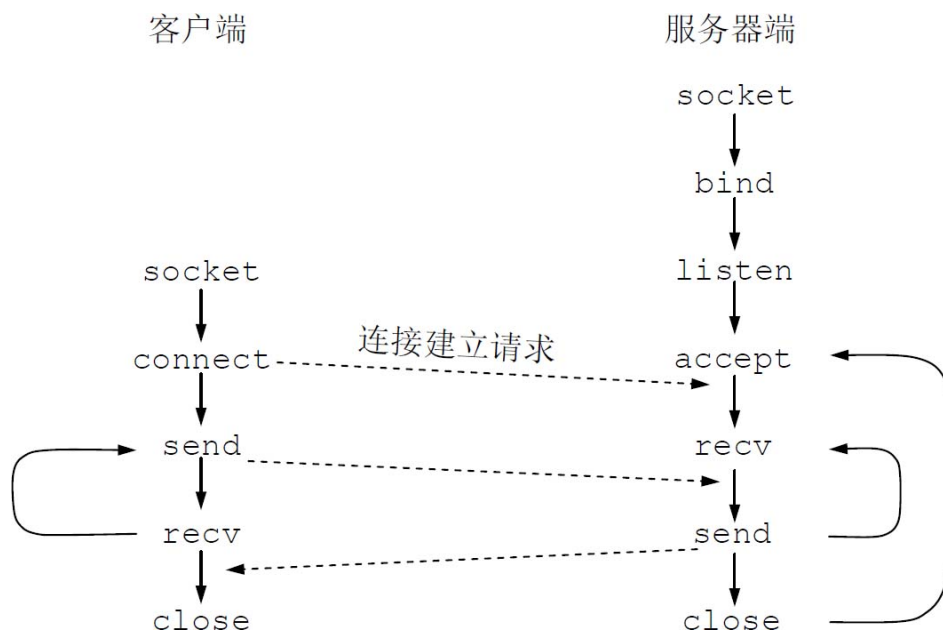 客户端
服务器端
socket
bind
socket
listen
连接建立请求
connect
accept
send
recv
recv
send
close
close